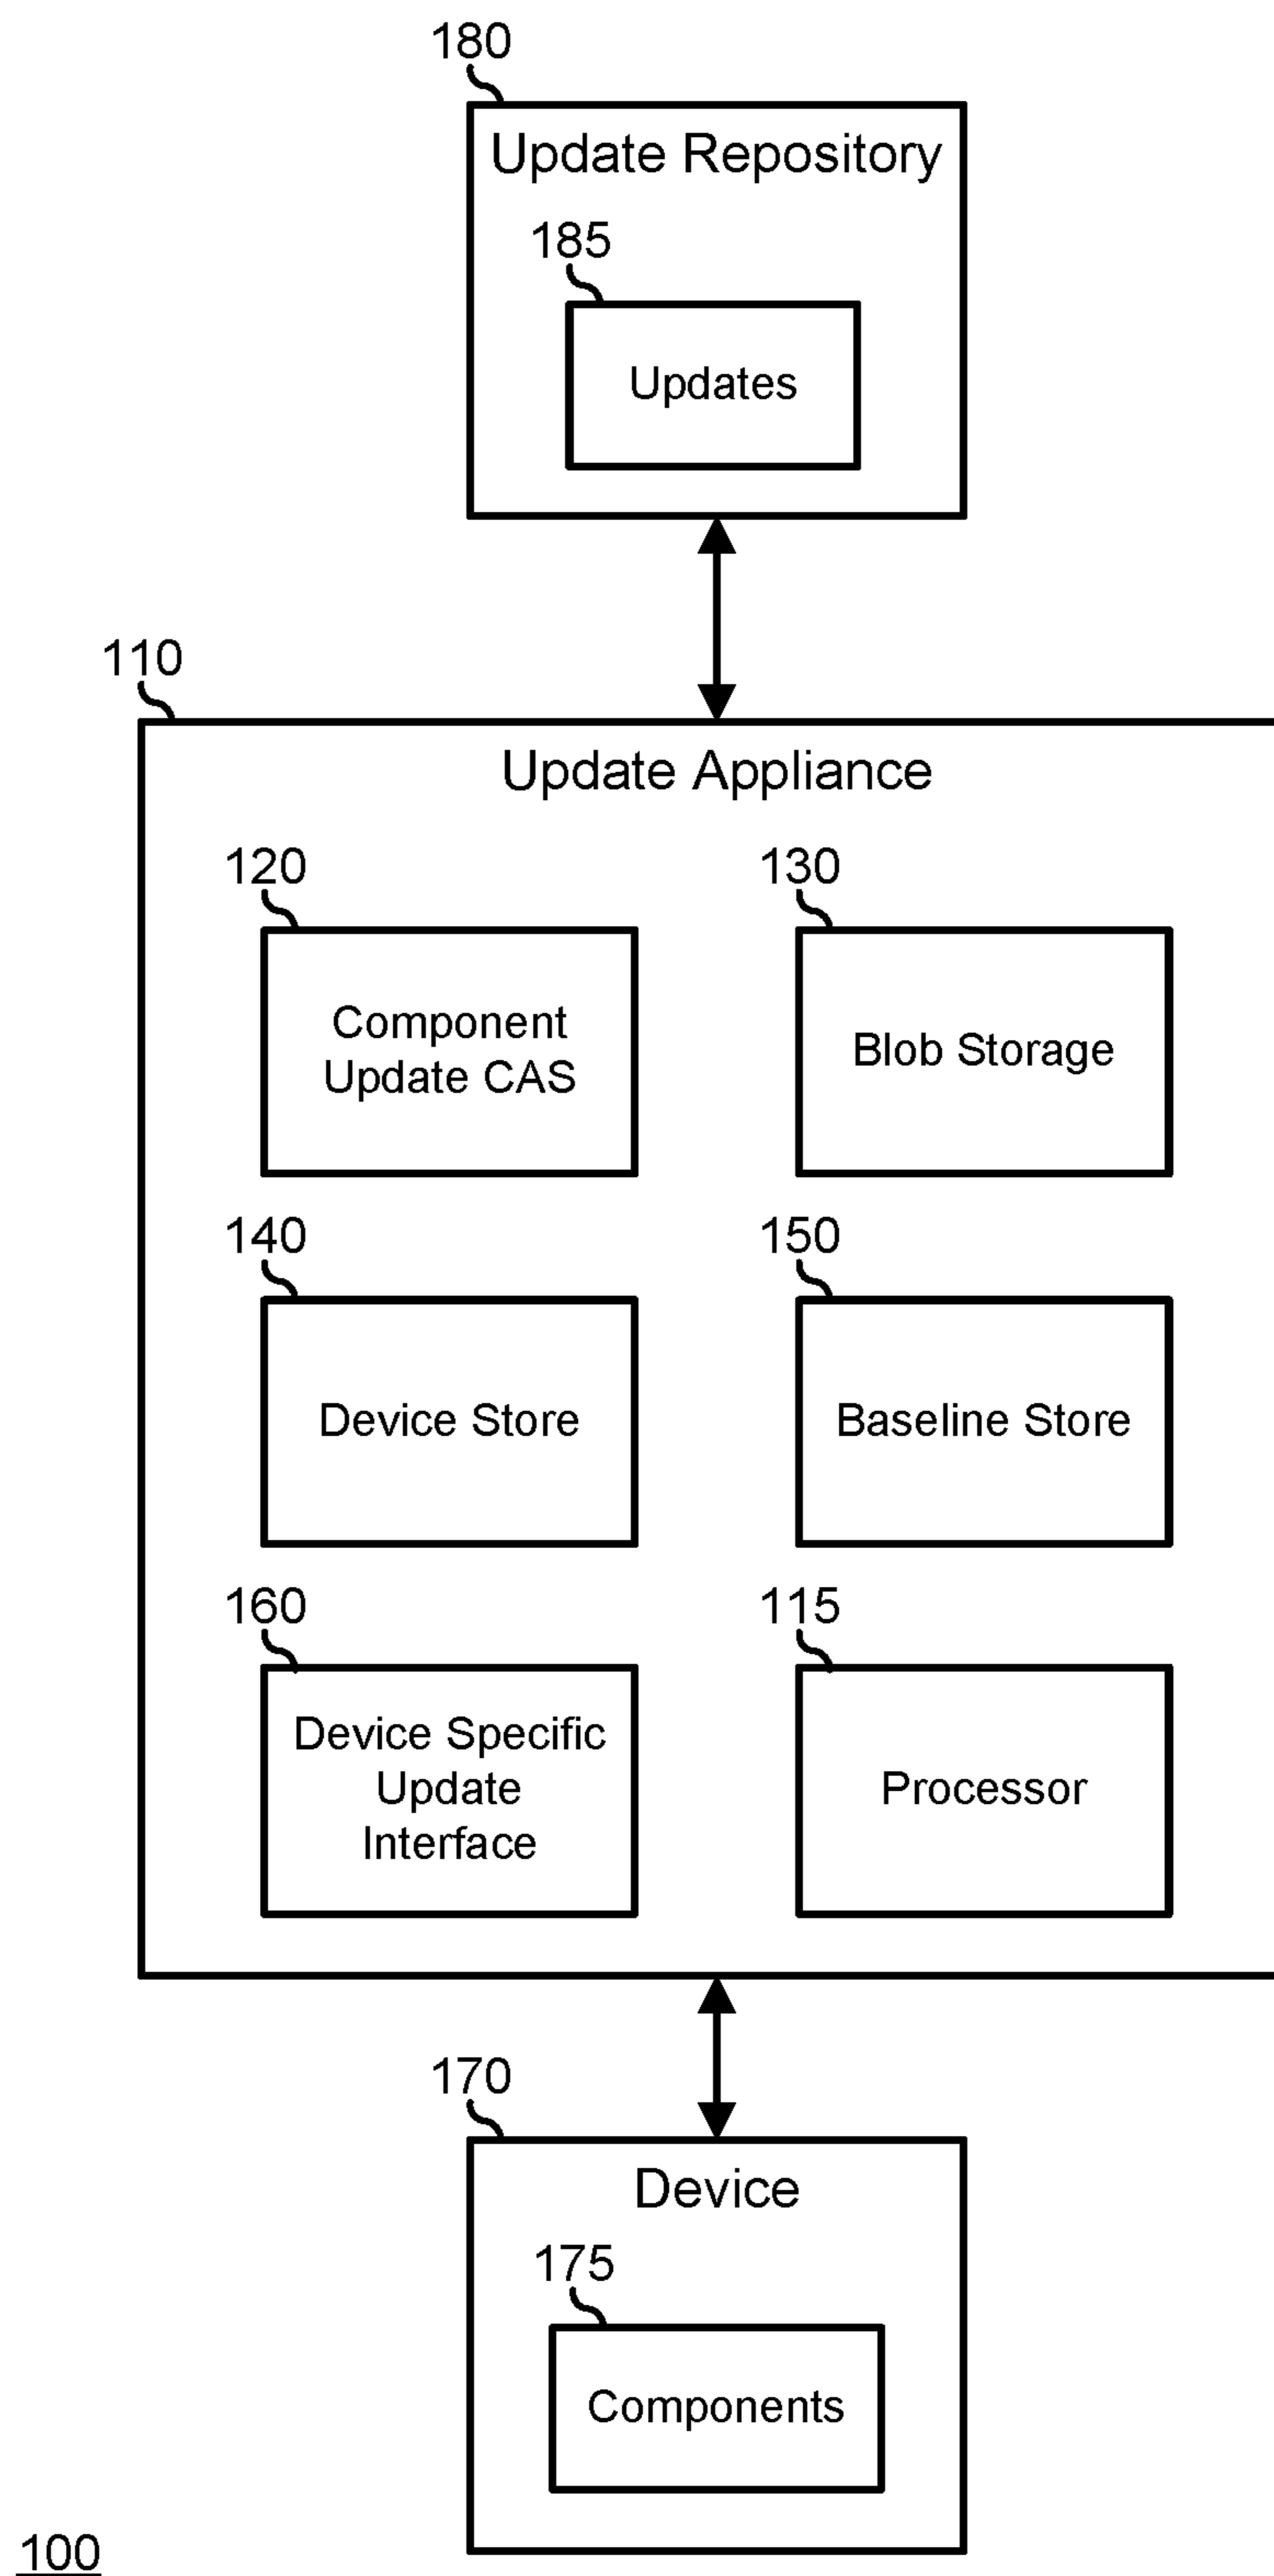 180
Update Repository
185
Updates
110
Update Appliance
120
130
Component
Update CAS
Blob Storage
140
150
Device Store
Baseline Store
160
115
Device Specific
Update
Interface
Processor
170
Device
175
Components
100